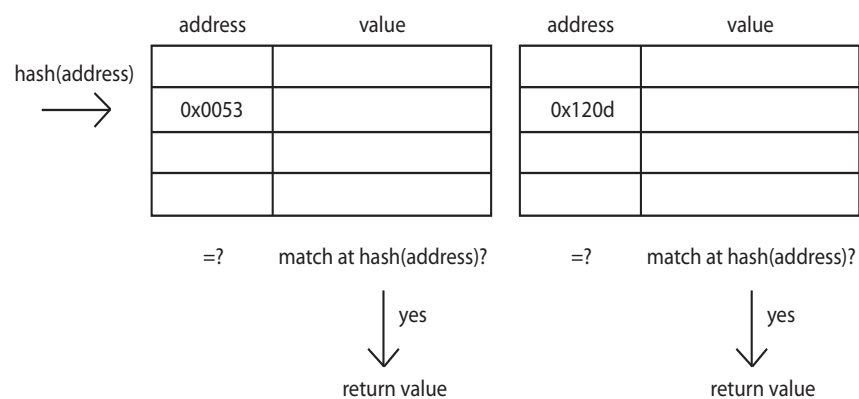 address value address value
hash(address)
0x0053 0x120d
=? match at hash(address)? =? match at hash(address)?
yes yes
return value return value